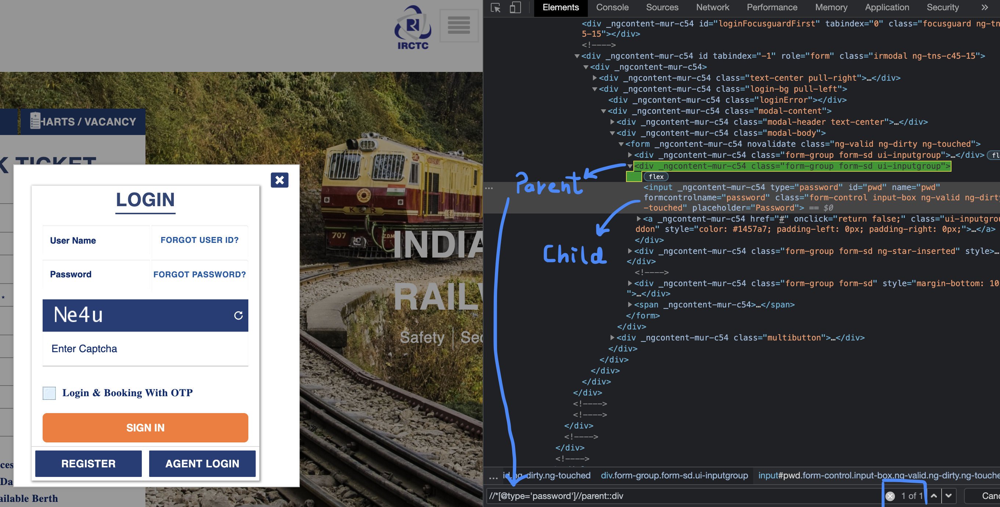 IRCTC
HARTS / VACANCY
K TICKET
LOGIN
User Name
FORGOT USER ID?
Password
FORGOT PASSWORD?
Ne4u
Enter Captcha
Login & Booking With OTP
SIGN IN
REGISTER
AGENT LOGIN
*
ces
Da
ailable Berth
707
KSR
Z.D.M
INDIA
RAILW
Safety | Sec
Elements Console Sources Network Performance Memory Application Security »
<div _ngcontent-mur-c54 id="loginFocusguardFirst" tabindex="0" class="focusguard ng-tn
5-15"></div>
<!---->
<div _ngcontent-mur-c54 id tabindex="-1" role="form" class="irmodal ng-tns-c45-15">
<div _ngcontent-mur-c54>
<div _ngcontent-mur-c54 class="text-center pull-right">…</div>
<div _ngcontent-mur-c54 class="login-bg pull-left">
<div _ngcontent-mur-c54 class="loginError"></div>
<div _ngcontent-mur-c54 class="modal-content">
<div _ngcontent-mur-c54 class="modal-header text-center">…</div>
<div _ngcontent-mur-c54 class="modal-body">
<form _ngcontent-mur-c54 novalidate class="ng-valid ng-dirty ng-touched">
<div _ngcontent-mur-c54 class="form-group form-sd ui-inputgroup">…</div> fl
<div _ngcontent-mur-c54 class="form-group form-sd ui-inputgroup">
flex
Parent
<input _ngcontent-mur-c54 type="password" id="pwd" name="pwd"
formcontrolname="password" class="form-control input-box ng-valid ng-dirty
-touched" placeholder="Password"> == $0
<a _ngcontent-mur-c54 href="#" onclick="return false;" class="ui-inputgrou
ddon" style="color: #1457a7; padding-left: 0px; padding-right: 0px;">…</a>
</div>
Child
<div _ngcontent-mur-c54 class="form-group form-sd ng-star-inserted" style>…
</div>
<!---->
<div _ngcontent-mur-c54 class="form-group form-sd" style="margin-bottom: 10
">…</div>
<span _ngcontent-mur-c54>…</span>
</form>
</div>
<div _ngcontent-mur-c54 class="multibutton">…</div>
</div>
</div>
</div>
</div>
</div>
<!---->
<!---->
</div>
<!---->
</div>
<!---->
... id.ng-dirty.ng-touched div.form-group.form-sd.ui-inputgroup input#pwd.form-control.input-box.ng-valid.ng-dirty.ng-touche
//*[@type='password']//parent::div 1 of 1 Canc